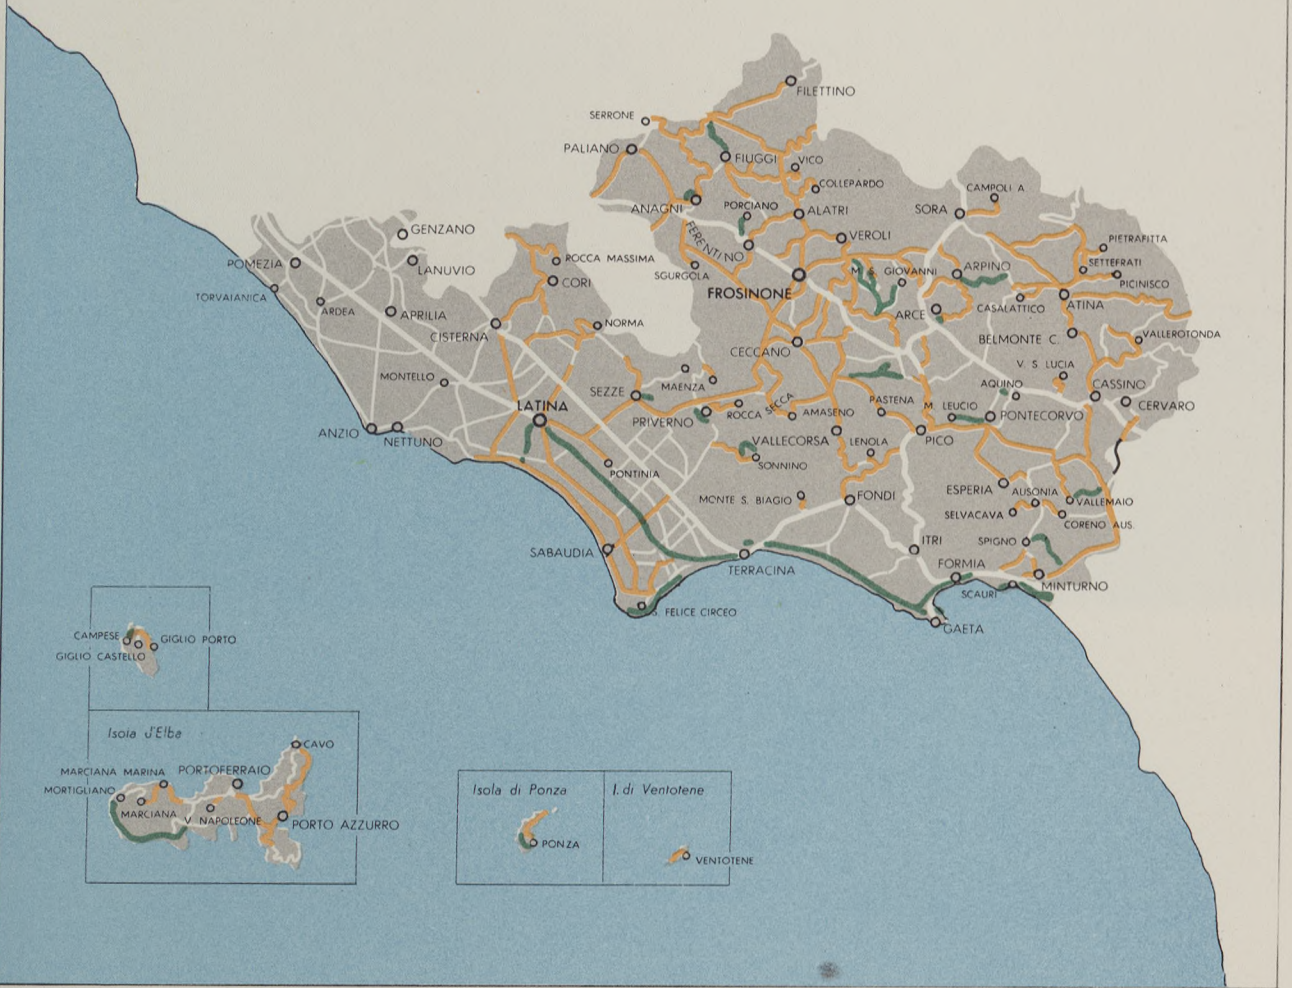 FILETTINO
SERRONE
PALIANO
FIUGGI
VICO
COLLEPARDO
CAMPOLI A
ANAGNI
PORCIANO
ALATRI
SORA
GENZANO
FERENTINO
VEROLI
PIETRAFITTA
POMEZIA
LANUVIO
ROCCA MASSIMA
SGURGOLA
M. S. GIOVANNI
ARPINO
SETTEFRATI
CORI
PICINISCO
TORVAIANICA
FROSINONE
ARDEA
APRILIA
ARCE
CASALATTICO
ATINA
CISTERNA
NORMA
BELMONTE C.
VALLEROTONDA
CECCANO
MONTELLO
V. S. LUCIA
SEZZE
MAENZA
AQUINO
CASSINO
LATINA
PRIVERNO
ROCCA SECCA
AMASENO
PASTENA
M. LEUCIO
PONTECORVO
CERVARO
ANZIO
NETTUNO
VALLECORSA
LENOLA
PICO
PONTINIA
SONNINO
MONTE S. BIAGIO
FONDI
ESPERIA
AUSONIA
VALLEMAIO
SELVACAVA
CORENO AUS.
SABAUDIA
ITRI
SPIGNO
TERRACINA
FORMIA
MINTURNO
SCAURI
S. FELICE CIRCEO
GAETA
CAMPESE
GIGLIO PORTO
GIGLIO CASTELLO
Isola d'Elba
CAVO
MARCIANA MARINA
PORTOFERRAIO
MORTIGLIANO
MARCIANA
V. NAPOLEONE
PORTO AZZURRO
Isola di Ponza
I. di Ventotene
PONZA
VENTOTENE